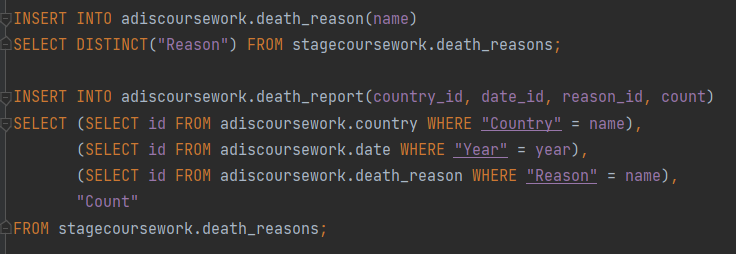 INSERT INTO adiscoursework.death_reason(name)
SELECT DISTINCT("Reason") FROM stagecoursework.death_reasons;
INSERT INTO adiscoursework.death_report(country_id, date_id, reason_id, count)
SELECT (SELECT id FROM adiscoursework.country WHERE "Country" = name),
(SELECT id FROM adiscoursework.date WHERE "Year" = year),
(SELECT id FROM adiscoursework.death_reason WHERE "Reason" = name),
"Count"
FROM stagecoursework.death_reasons;